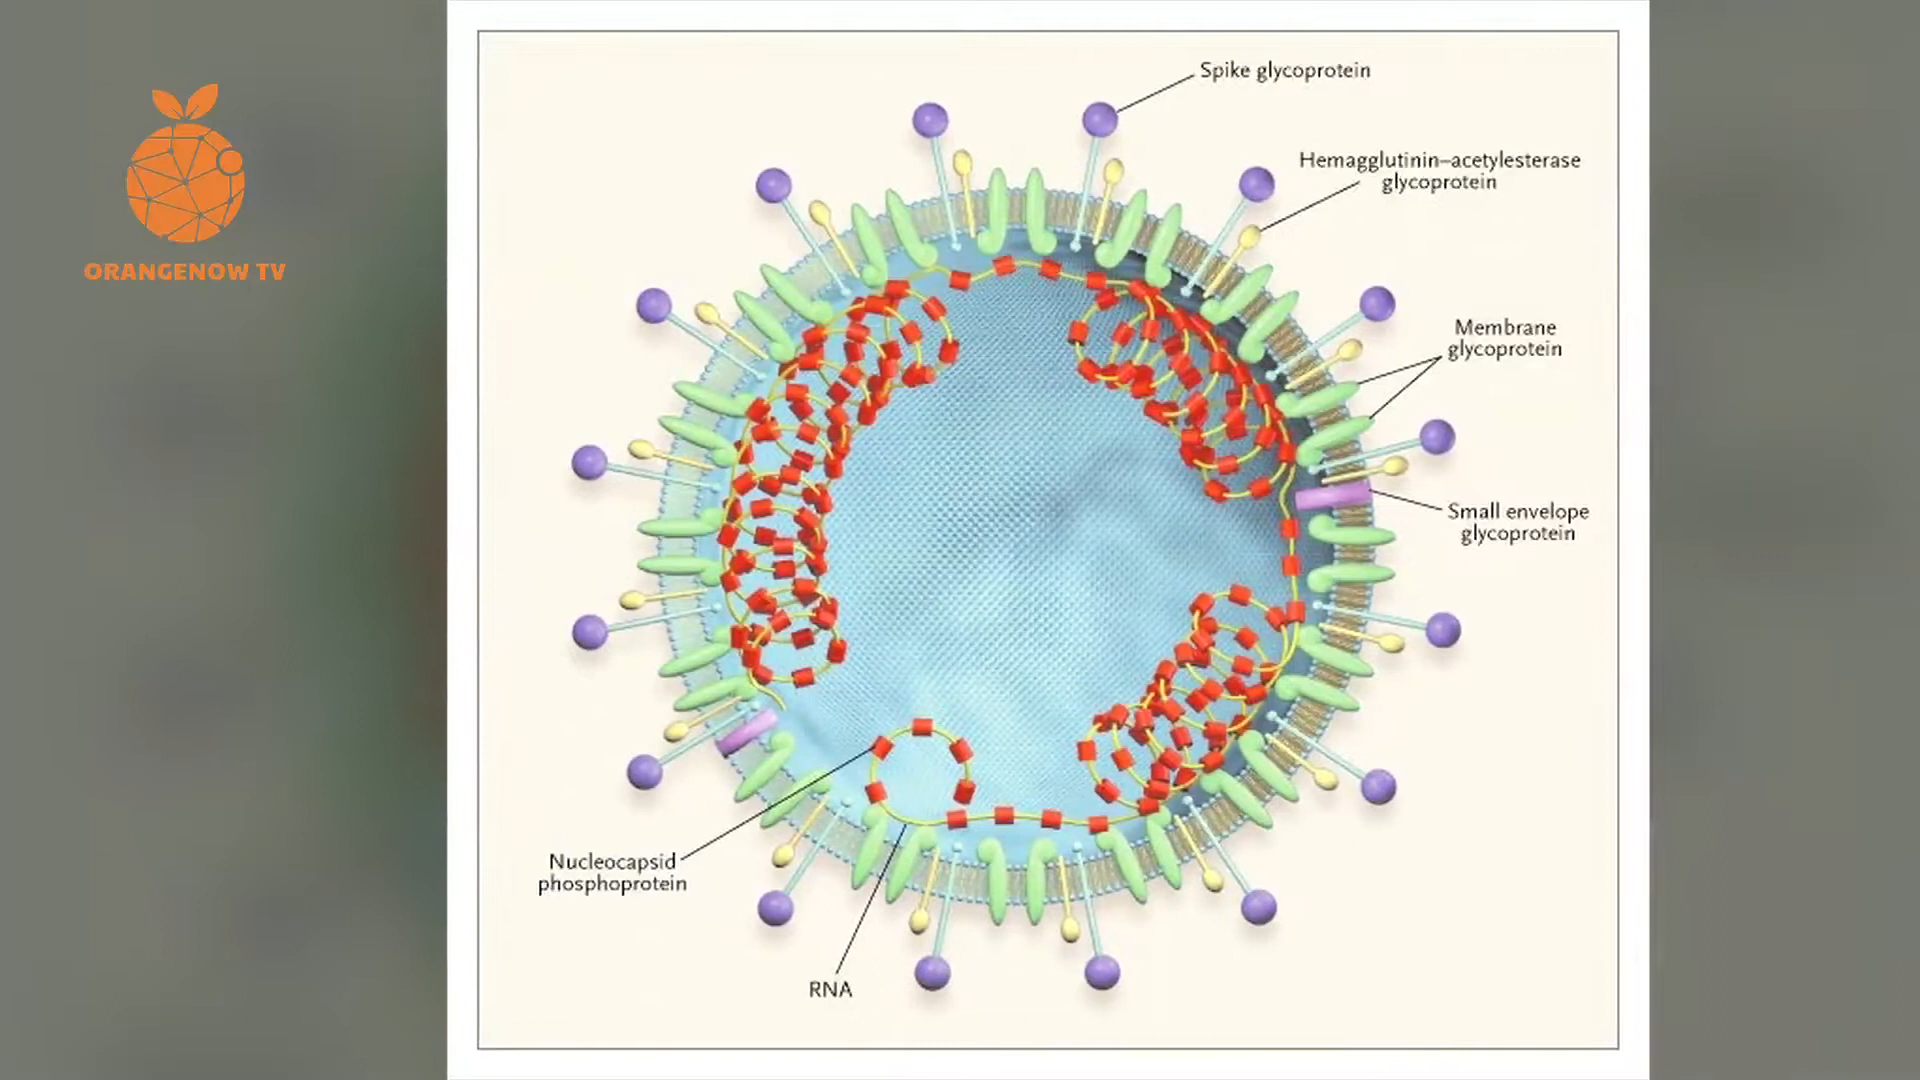 ORANGENOW TV
Spike glycoprotein
Hemagglutinin–acetylesterase
glycoprotein
Membrane
glycoprotein
Small envelope
glycoprotein
Nucleocapsid
phosphoprotein
RNA